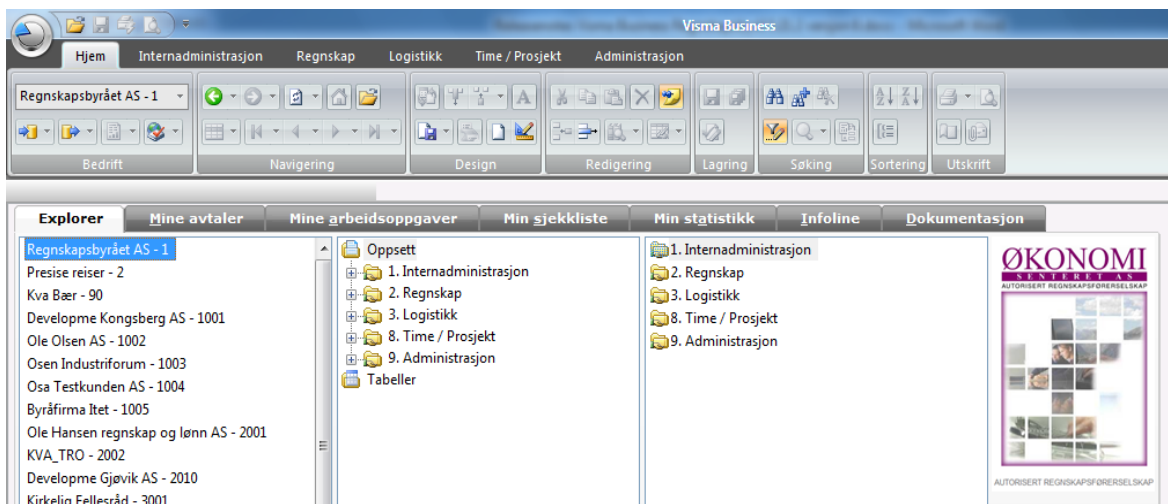 Visma Business
Hjem Internadministrasjon Regnskap Logistikk Time / Prosjekt Administrasjon
Regnskapsbyrået AS - 1
Bedrift Navigering Design Redigering Lagring Søking Sortering Utskrift
Explorer Mine avtaler Mine arbeidsoppgaver Min sjekkliste Min statistikk Infoline Dokumentasjon
Regnskapsbyrået AS - 1
Presise reiser - 2
Kva Bær - 90
Developme Kongsberg AS - 1001
Ole Olsen AS - 1002
Osen Industriforum - 1003
Osa Testkunden AS - 1004
Byråfirma Itet - 1005
Ole Hansen regnskap og lønn AS - 2001
KVA_TRO - 2002
Developme Gjøvik AS - 2010
Kirkelig Fellesråd - 3001
Oppsett
1. Internadministrasjon
2. Regnskap
3. Logistikk
8. Time / Prosjekt
9. Administrasjon
Tabeller
1. Internadministrasjon
2. Regnskap
3. Logistikk
8. Time / Prosjekt
9. Administrasjon
ØKONOMI
SENTERET AS
AUTORISERT REGNSKAPSFØRERSELSKAP
AUTORISERT REGNSKAPSFØRERSELSKAP